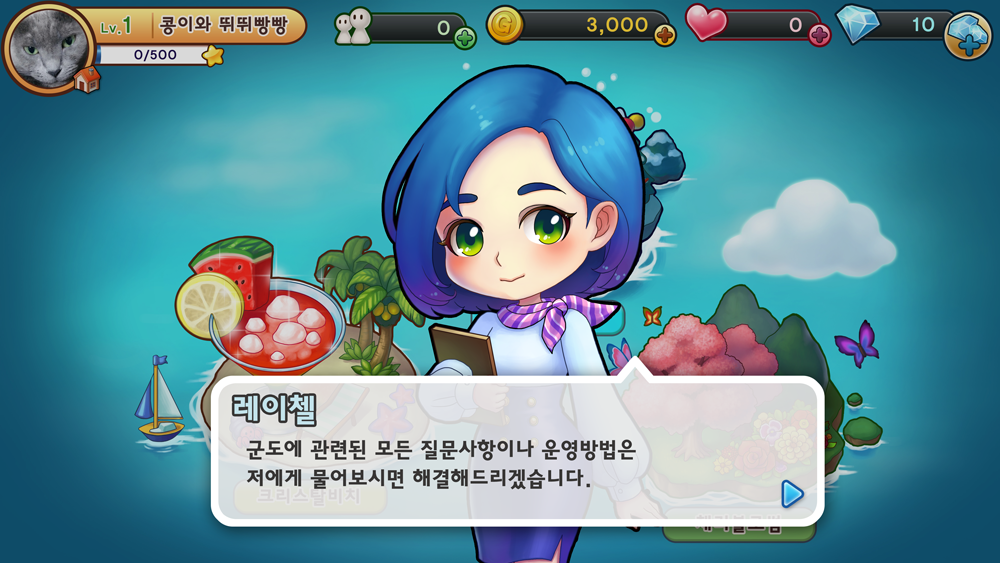 Lv.1 콩이와 뛰뛰빵빵
0/500
0
G 3,000
0
10
레이첼
군도에 관련된 모든 질문사항이나 운영방법은
저에게 물어보시면 해결해드리겠습니다.
크리스탈비치